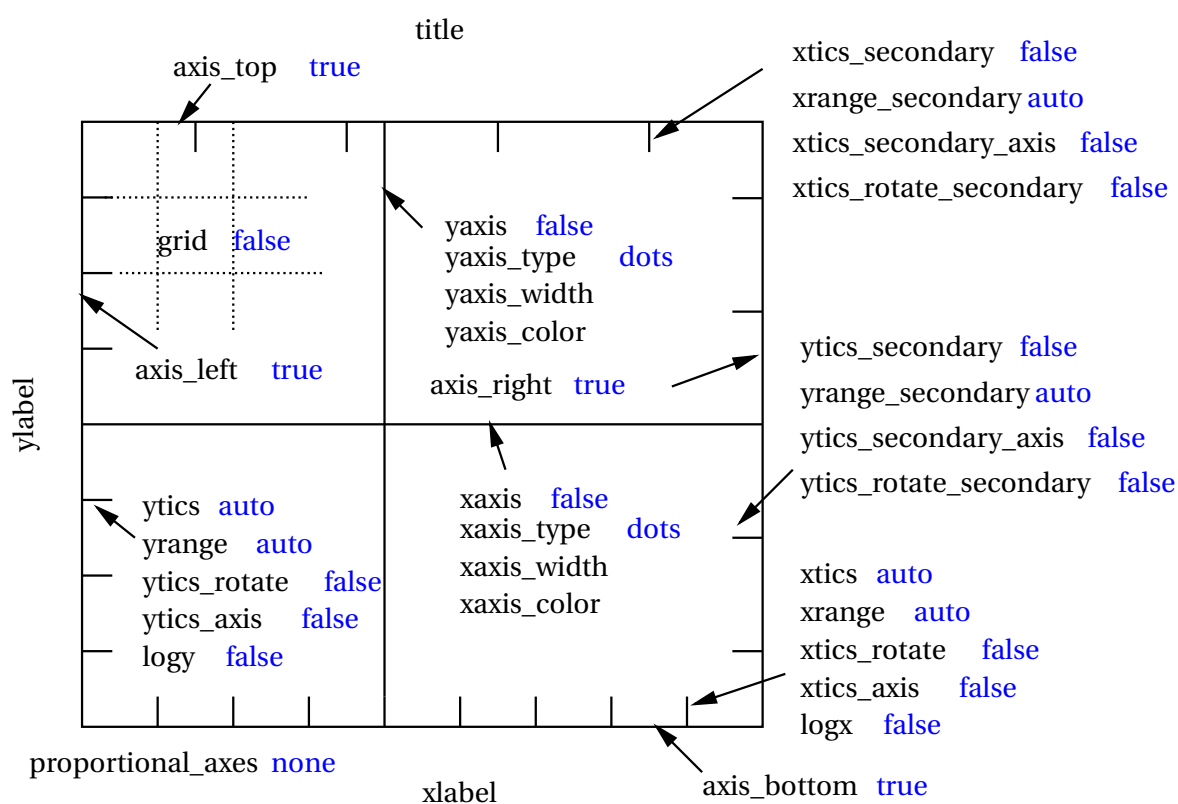 title
axis_top true
xtics_secondary false
xrange_secondary auto
xtics_secondary_axis false
xtics_rotate_secondary false
grid false
yaxis false
yaxis_type dots
yaxis_width
yaxis_color
axis_left true
axis_right true
ytics_secondary false
yrange_secondary auto
ytics_secondary_axis false
ytics_rotate_secondary false
ylabel
ytics auto
yrange auto
ytics_rotate false
ytics_axis false
logy false
xaxis false
xaxis_type dots
xaxis_width
xaxis_color
xtics auto
xrange auto
xtics_rotate false
xtics_axis false
logx false
proportional_axes none
xlabel
axis_bottom true